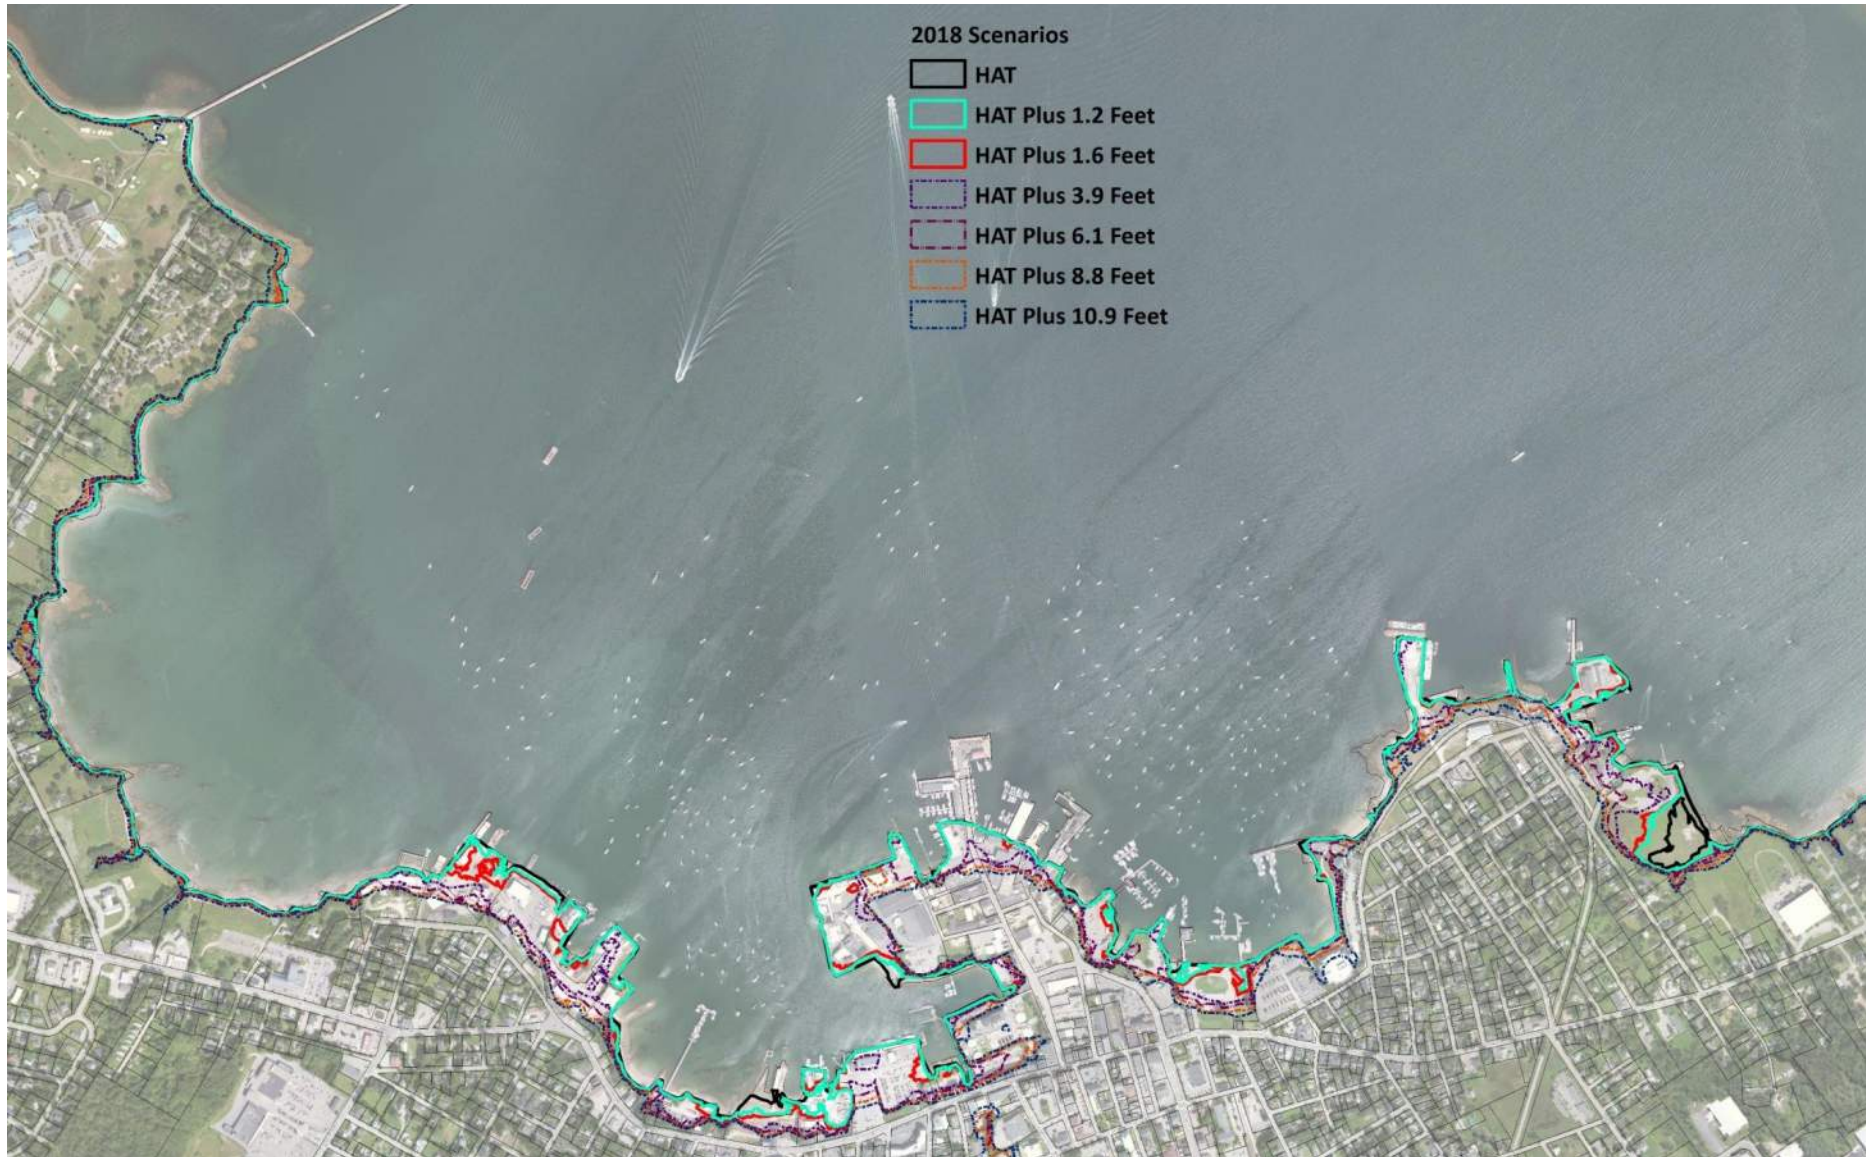 2018 Scenarios
HAT
HAT Plus 1.2 Feet
HAT Plus 1.6 Feet
HAT Plus 3.9 Feet
HAT Plus 6.1 Feet
HAT Plus 8.8 Feet
HAT Plus 10.9 Feet